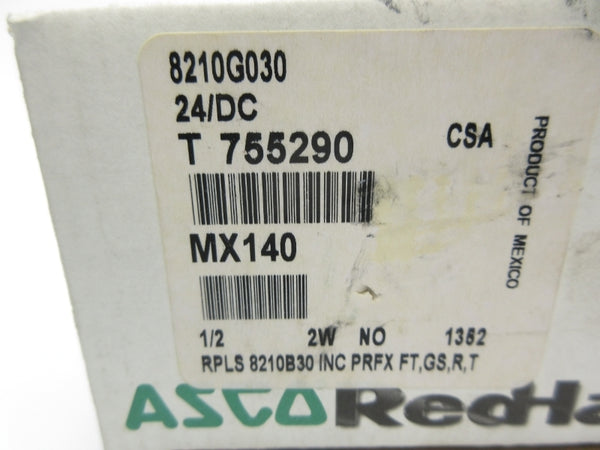 8210G030
24/DC
T 755290
CSA
PRODUCT OF MEXICO
MX140
1/2 2W NO 1352
RPLS 8210B30 INC PRFX FT,GS,R,T
ASCO